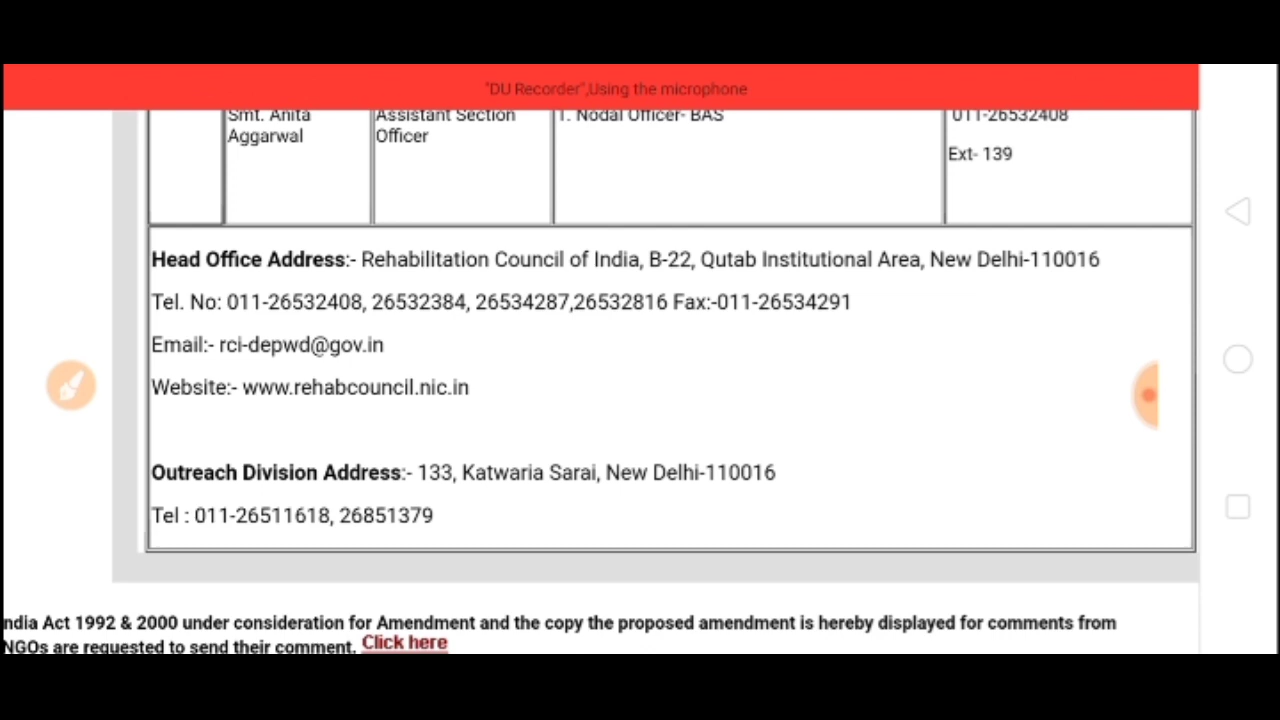 "DU Recorder",Using the microphone
Smt. Anita Assistant Section 1. Nodal Officer- BAS 011-26532408
Aggarwal Officer
Ext- 139
Head Office Address:- Rehabilitation Council of India, B-22, Qutab Institutional Area, New Delhi-110016
Tel. No: 011-26532408, 26532384, 26534287,26532816 Fax:-011-26534291
Email:- rci-depwd@gov.in
Website:- www.rehabcouncil.nic.in
Outreach Division Address:- 133, Katwaria Sarai, New Delhi-110016
Tel : 011-26511618, 26851379
ndia Act 1992 & 2000 under consideration for Amendment and the copy the proposed amendment is hereby displayed for comments from
NGOs are requested to send their comment. Click here